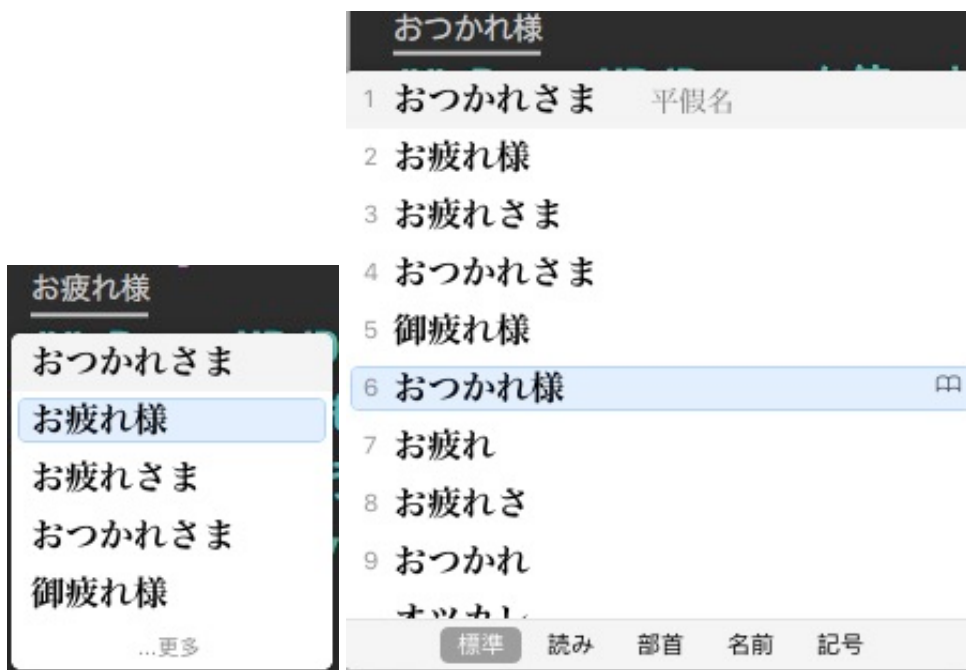 お疲れ様
おつかれさま
お疲れ様
お疲れさま
おつかれさま
御疲れ様
...更多
おつかれ様
1 おつかれさま 平假名
2 お疲れ様
3 お疲れさま
4 おつかれさま
5 御疲れ様
6 おつかれ様
7 お疲れ
8 お疲れさ
9 おつかれ
オツカレ
標準 読み 部首 名前 記号